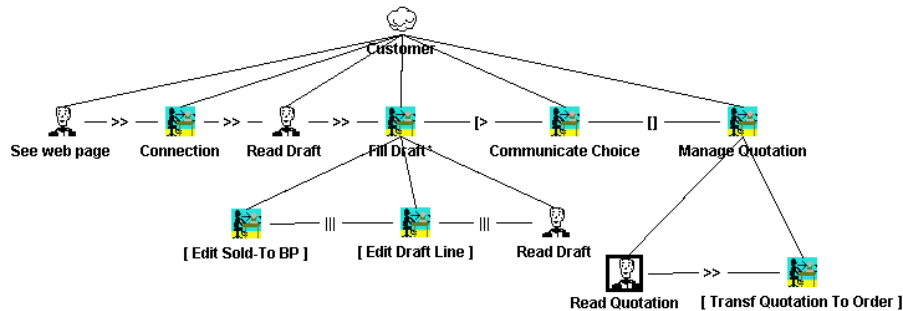 Customer
>> >> >> [> []
See web page Connection Read Draft Fill Draft* Communicate Choice Manage Quotation
||| |||
[ Edit Sold-To BP ] [ Edit Draft Line ] Read Draft
>>
Read Quotation [ Transf Quotation To Order ]